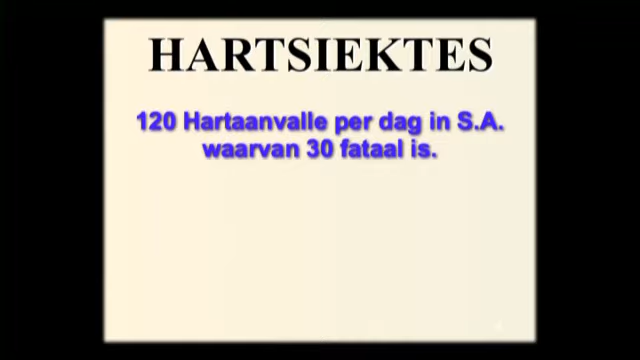 HARTSIEKTES
120 Hartaanvalle per dag in S.A.
waarvan 30 fataal is.